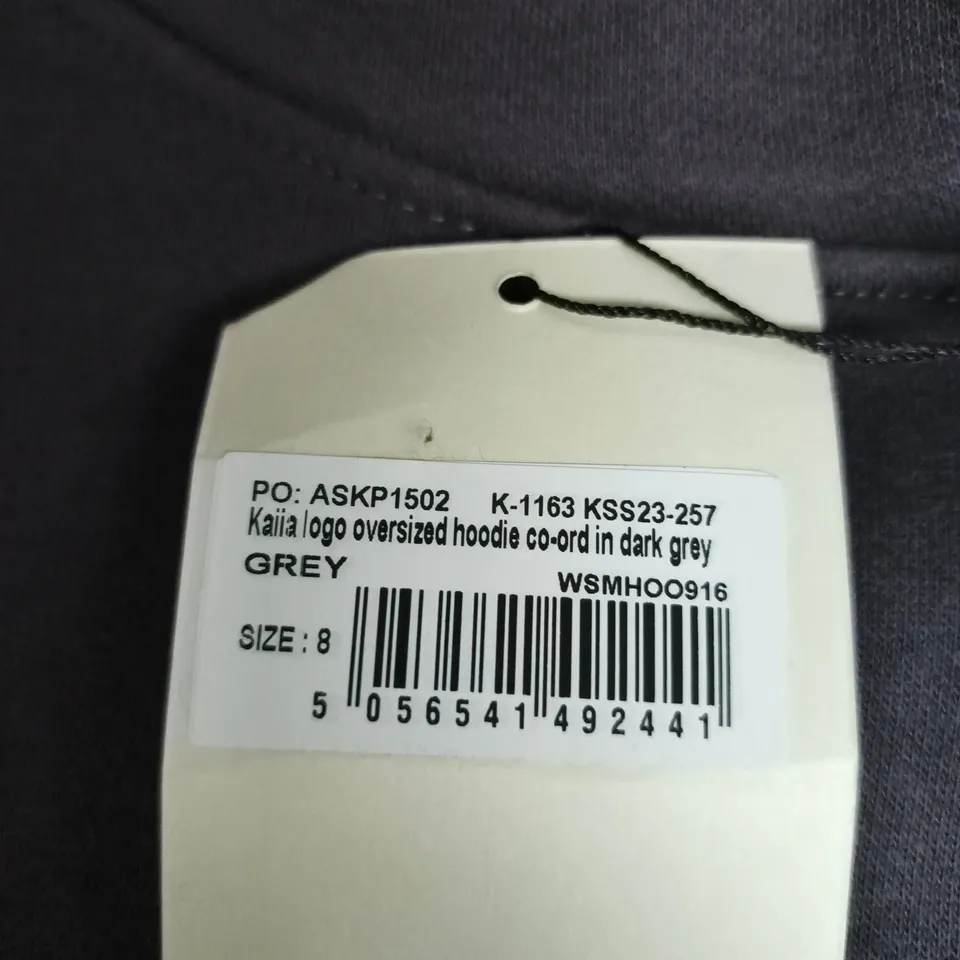 PO: ASKP1502 K-1163 KSS23-257
Kaiia logo oversized hoodie co-ord in dark grey
GREY
WSMHOO916
SIZE : 8
5 056541 492441